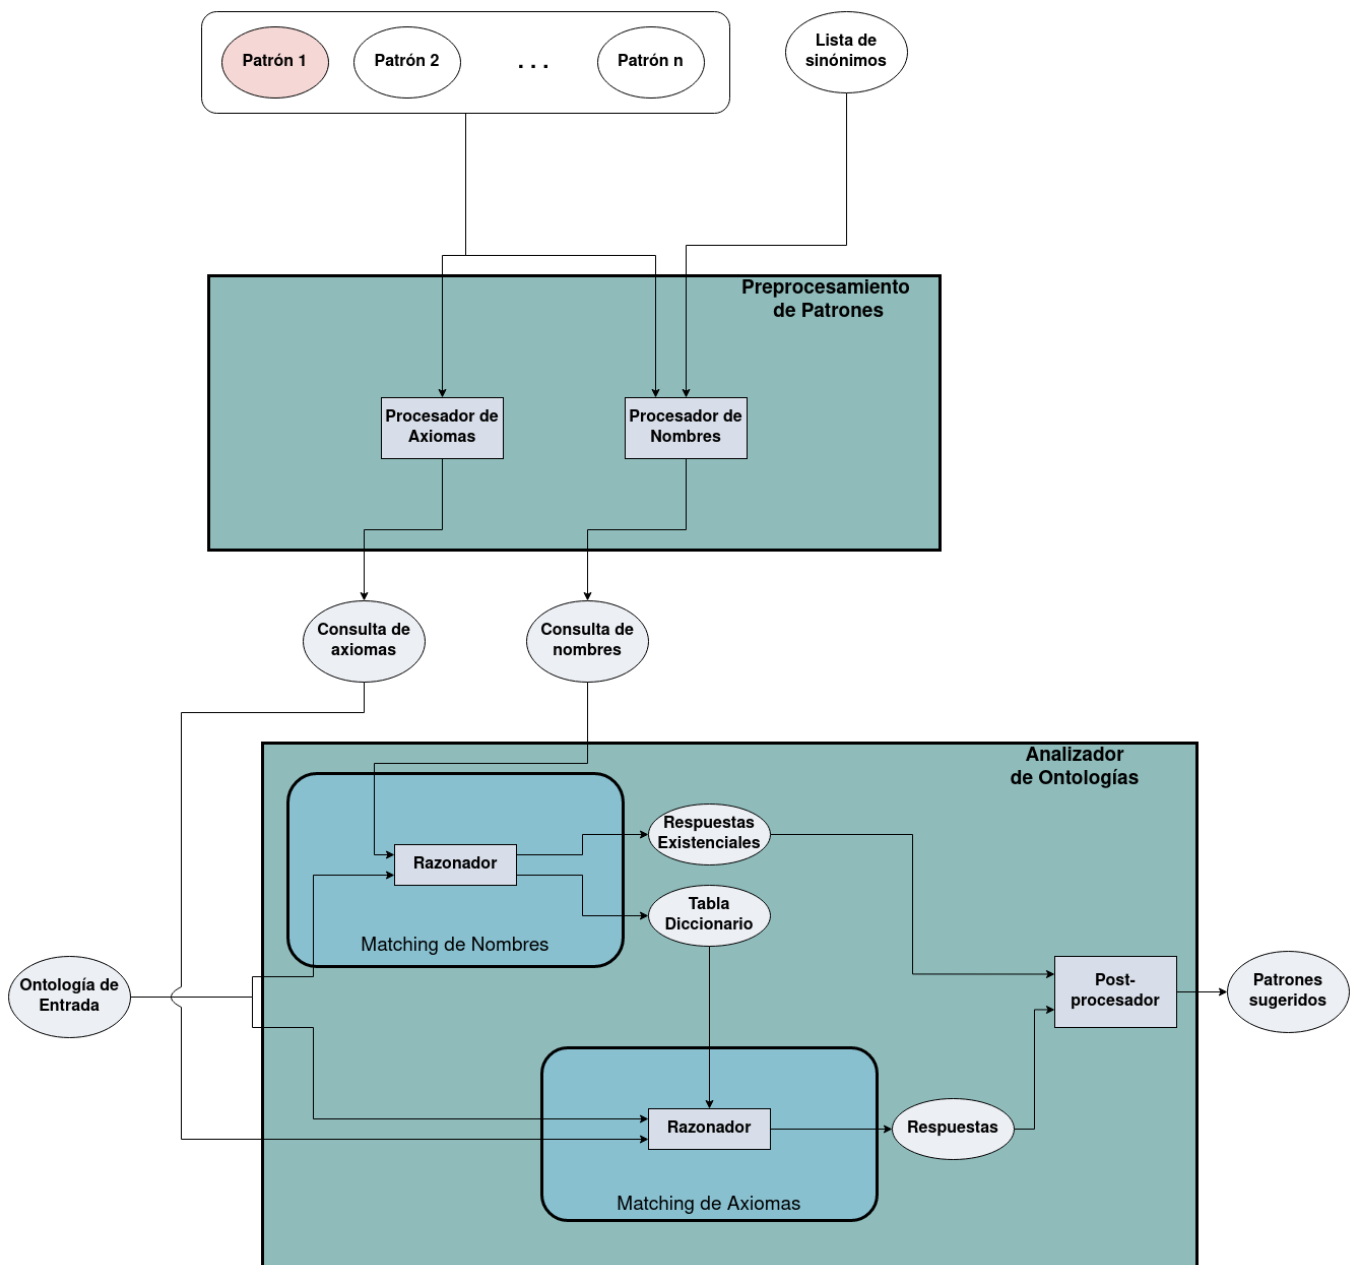 Patrón 1
Patrón 2
...
Patrón n
Lista de
sinónimos
Preprocesamiento
de Patrones
Procesador de
Axiomas
Procesador de
Nombres
Consulta de
axiomas
Consulta de
nombres
Analizador
de Ontologías
Respuestas
Existenciales
Razonador
Tabla
Diccionario
Matching de Nombres
Ontología de
Entrada
Post-
procesador
Patrones
sugeridos
Razonador
Respuestas
Matching de Axiomas